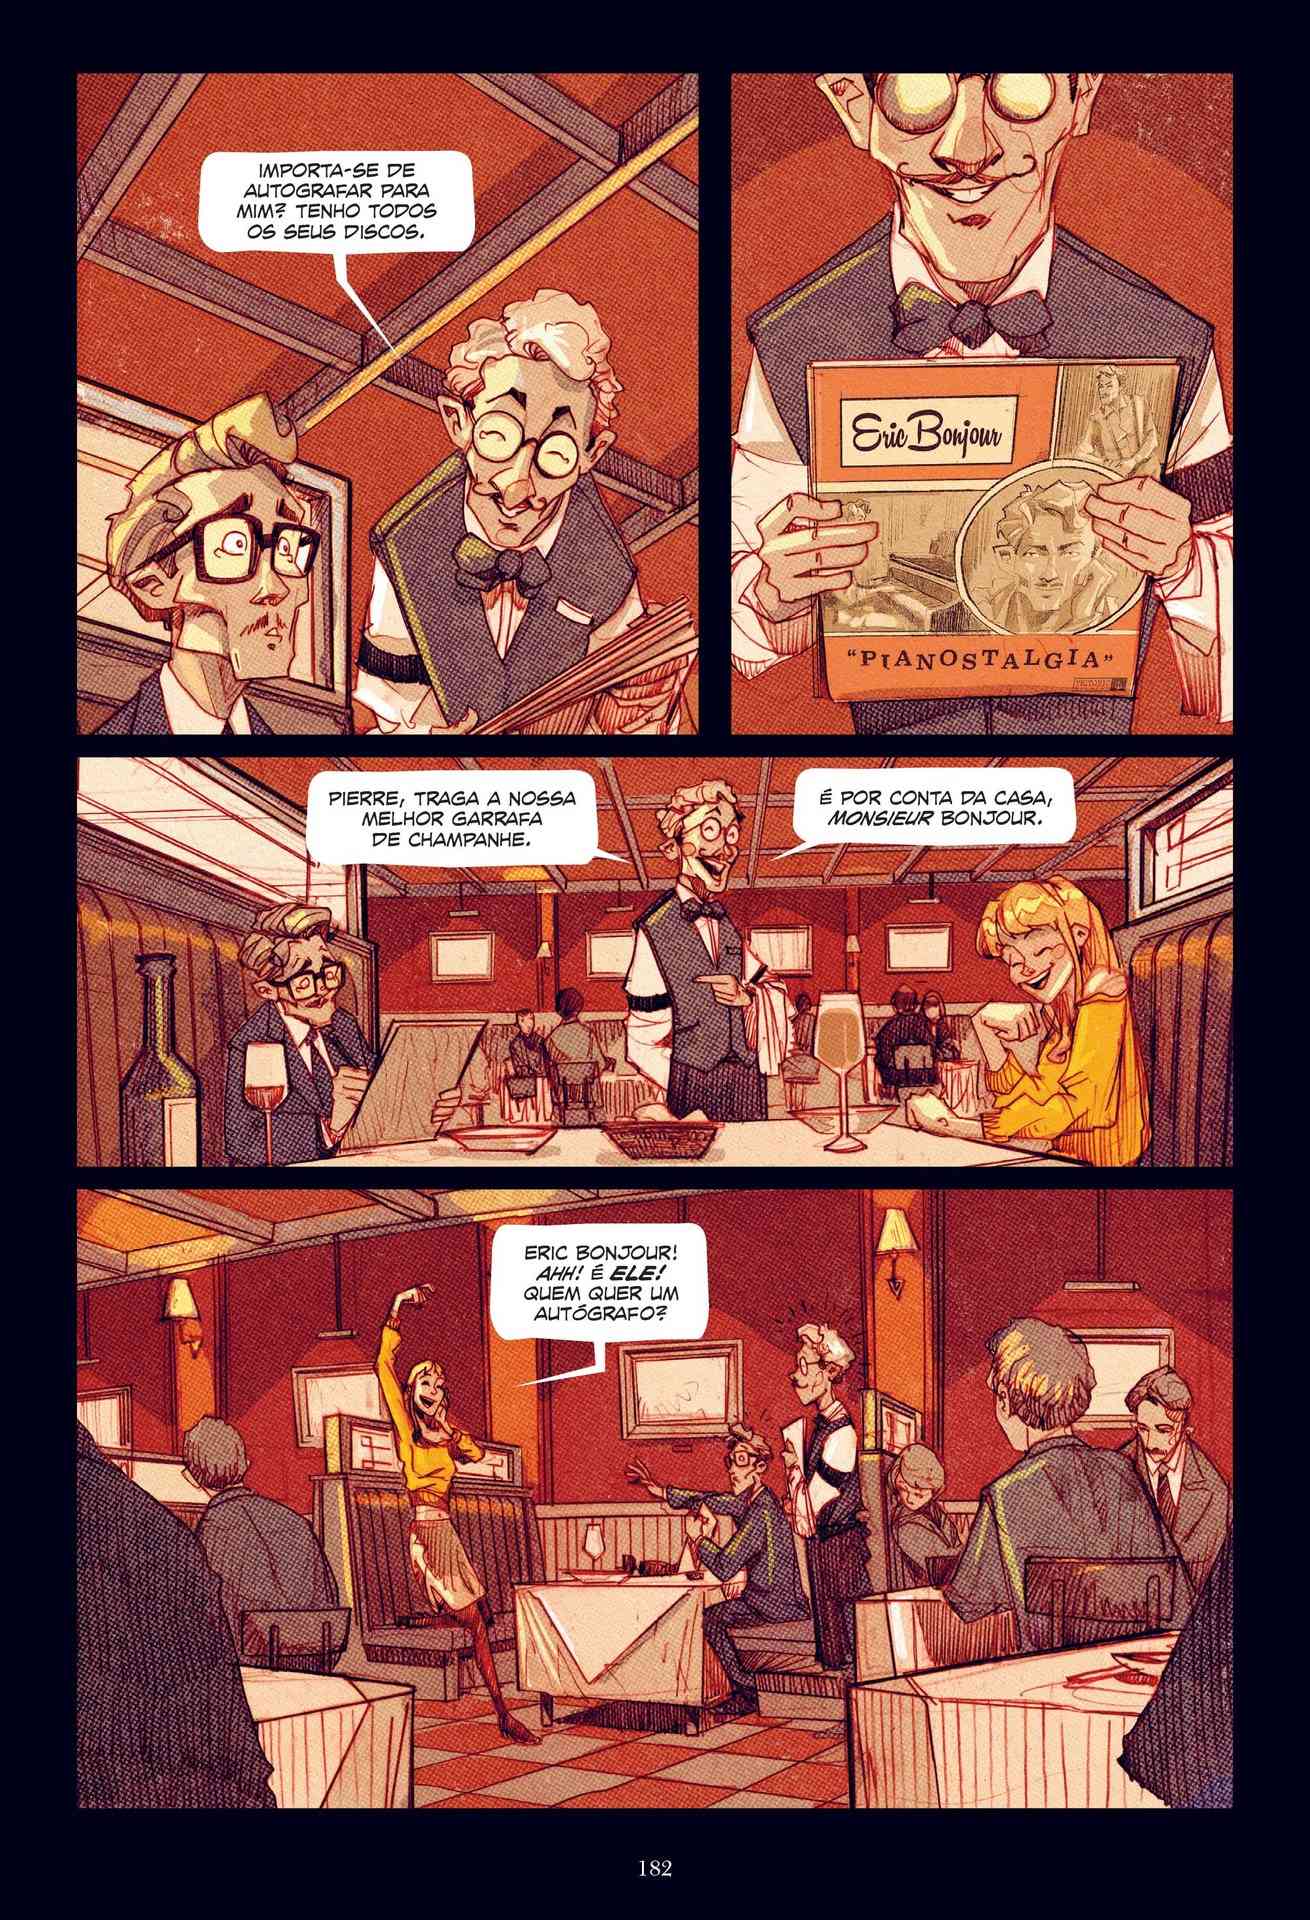 IMPORTA-SE DE
AUTOGRAFAR PARA
MIM? TENHO TODOS
OS SEUS DISCOS.
Eric Bonjour
"PIANOSTALGIA"
PIERRE, TRAGA A NOSSA
MELHOR GARRAFA
DE CHAMPANHE.
É POR CONTA DA CASA,
MONSIEUR BONJOUR.
ERIC BONJOUR!
AHH! É ELE!
QUEM QUER UM
AUTÓGRAFO?
182